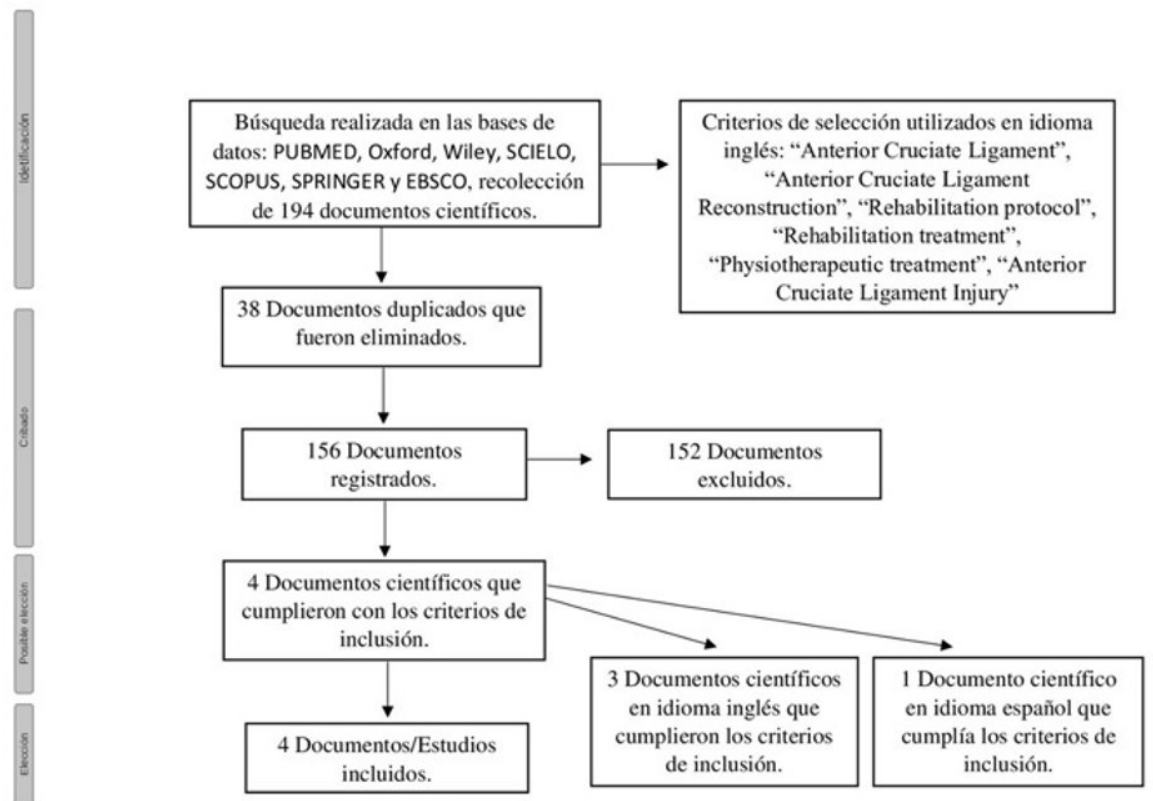 Idetificación
Búsqueda realizada en las bases de
datos: PUBMED, Oxford, Wiley, SCIELO,
SCOPUS, SPRINGER y EBSCO, recolección
de 194 documentos científicos.
Criterios de selección utilizados en idioma
inglés: “Anterior Cruciate Ligament”,
“Anterior Cruciate Ligament
Reconstruction”, “Rehabilitation protocol”,
“Rehabilitation treatment”,
“Physiotherapeutic treatment”, “Anterior
Cruciate Ligament Injury”
38 Documentos duplicados que
fueron eliminados.
Cribado
156 Documentos
registrados.
152 Documentos
excluidos.
Posible elección
4 Documentos científicos que
cumplieron con los criterios de
inclusión.
3 Documentos científicos
en idioma inglés que
cumplieron los criterios
de inclusión.
1 Documento científico
en idioma español que
cumplía los criterios de
inclusión.
Elección
4 Documentos/Estudios
incluidos.